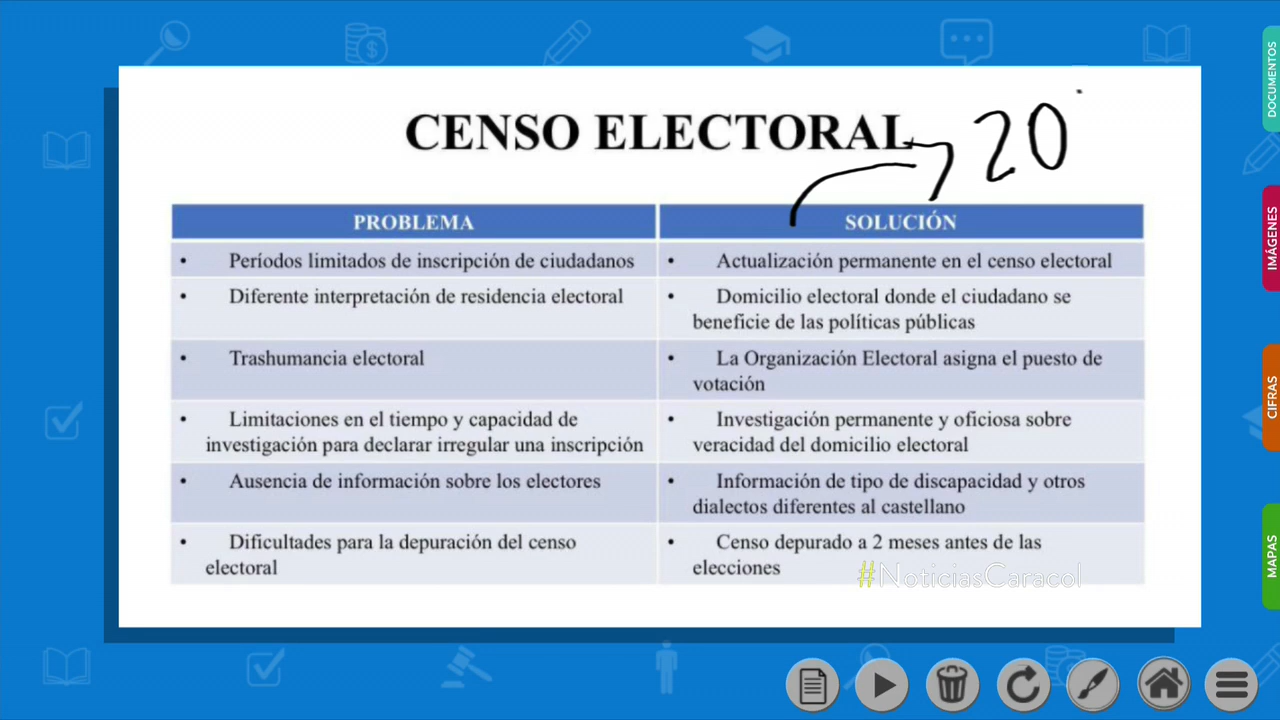 CENSO ELECTORAL
20
PROBLEMA
SOLUCIÓN
• Períodos limitados de inscripción de ciudadanos
• Actualización permanente en el censo electoral
• Diferente interpretación de residencia electoral
• Domicilio electoral donde el ciudadano se
beneficie de las políticas públicas
• Trashumancia electoral
• La Organización Electoral asigna el puesto de
votación
• Limitaciones en el tiempo y capacidad de
investigación para declarar irregular una inscripción
• Investigación permanente y oficiosa sobre
veracidad del domicilio electoral
• Ausencia de información sobre los electores
• Información de tipo de discapacidad y otros
dialectos diferentes al castellano
• Dificultades para la depuración del censo
electoral
• Censo depurado a 2 meses antes de las
elecciones
#NoticiasCaracol
DOCUMENTOS
IMÁGENES
CIFRAS
MAPAS